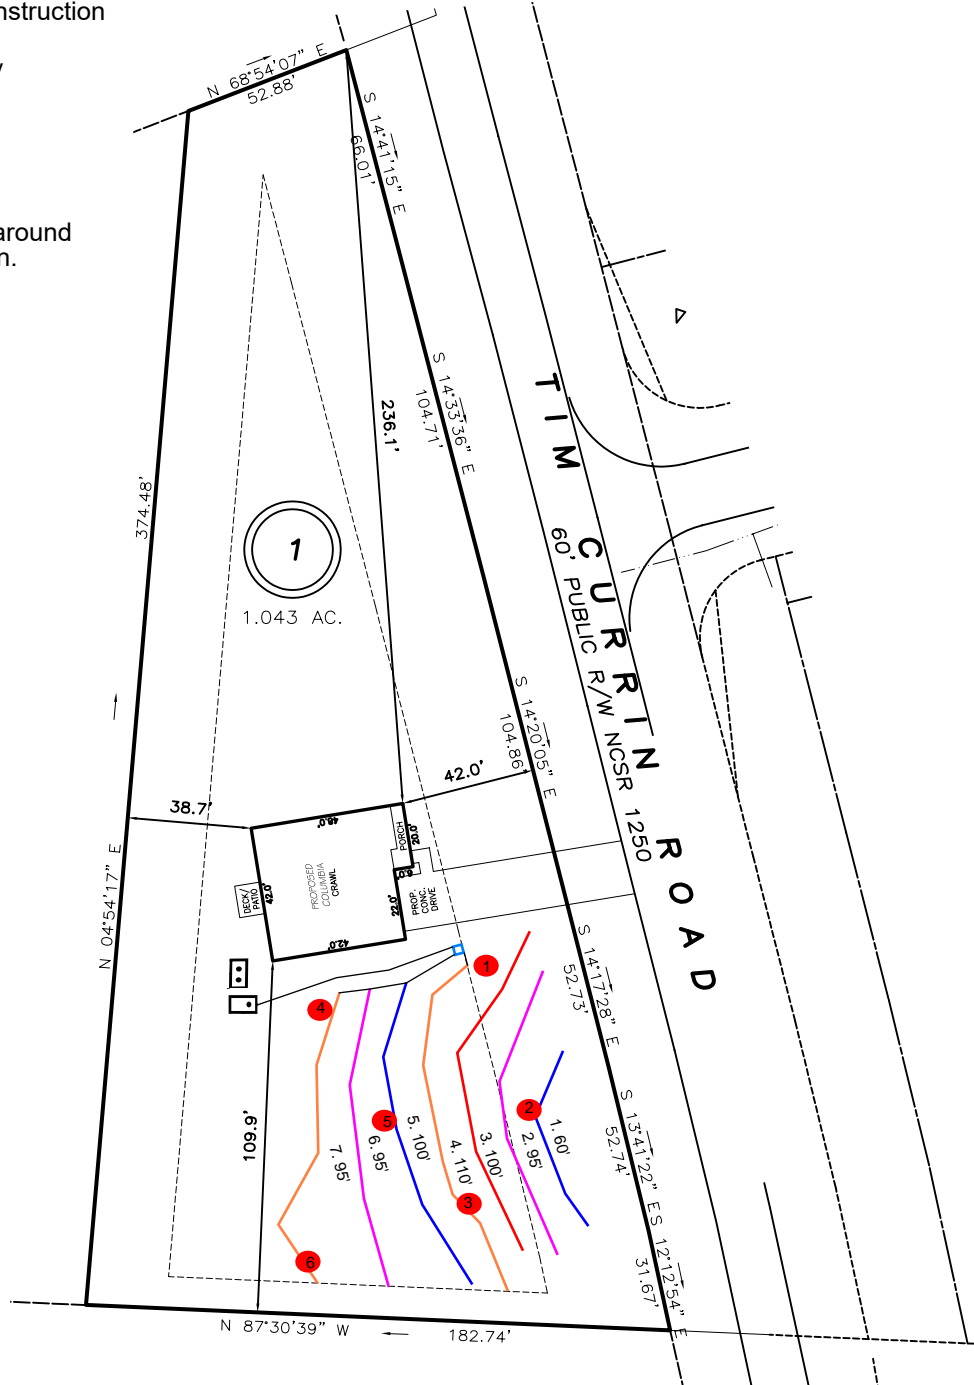 nstruction
y
around
n.
N 68°54'07" E
52.88'
S 14°41'15" E
66.01'
S 14°33'36" E
104.71'
236.1'
374.48'
1
1.043 AC.
TIM CURRIN ROAD
60' PUBLIC R/W NCSR 1250
S 14°20'05" E
104.86'
42.0'
38.7'
48.0'
PORCH
20.0'
6.0'
PROPOSED
COLUMBIA
CRAWL
DECK/
PATIO
42.0'
22.0'
PROP.
CONC.
DRIVE
42.0'
N 04°54'17" E
S 14°17'28" E
52.73'
1
4
2
5
3
6
109.9'
7. 95'
6. 95'
5. 100'
4. 110'
3. 100'
2. 95'
1. 60'
S 13°41'22" E
52.74'
S 12°12'54" E
31.67'
N 87°30'39" W
182.74'